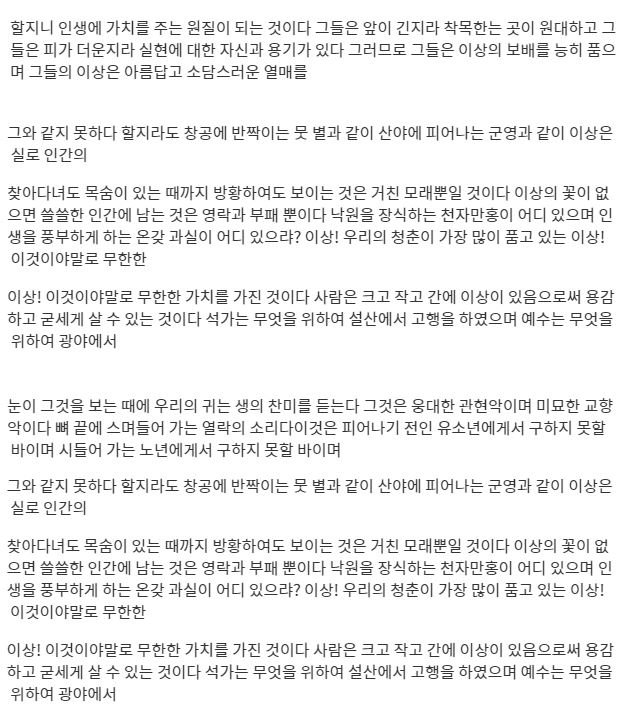 할지니 인생에 가치를 주는 원질이 되는 것이다 그들은 앞이 긴지라 착목한는 곳이 원대하고 그
들은 피가 더운지라 실현에 대한 자신과 용기가 있다 그러므로 그들은 이상의 보배를 능히 품으
며 그들의 이상은 아름답고 소담스러운 열매를
그와 같지 못하다 할지라도 창공에 반짝이는 뭇 별과 같이 산야에 피어나는 군영과 같이 이상은
실로 인간의
찾아다녀도 목숨이 있는 때까지 방황하여도 보이는 것은 거친 모래뿐일 것이다 이상의 꽃이 없
으면 쓸쓸한 인간에 남는 것은 영락과 부패 뿐이다 낙원을 장식하는 천자만홍이 어디 있으며 인
생을 풍부하게 하는 온갖 과실이 어디 있으랴? 이상! 우리의 청춘이 가장 많이 품고 있는 이상!
이것이야말로 무한한
이상! 이것이야말로 무한한 가치를 가진 것이다 사람은 크고 작고 간에 이상이 있음으로써 용감
하고 굳세게 살 수 있는 것이다 석가는 무엇을 위하여 설산에서 고행을 하였으며 예수는 무엇을
위하여 광야에서
눈이 그것을 보는 때에 우리의 귀는 생의 찬미를 듣는다 그것은 웅대한 관현악이며 미묘한 교향
악이다 뼈 끝에 스며들어 가는 열락의 소리다이것은 피어나기 전인 유소년에게서 구하지 못할
바이며 시들어 가는 노년에게서 구하지 못할 바이며
그와 같지 못하다 할지라도 창공에 반짝이는 뭇 별과 같이 산야에 피어나는 군영과 같이 이상은
실로 인간의
찾아다녀도 목숨이 있는 때까지 방황하여도 보이는 것은 거친 모래뿐일 것이다 이상의 꽃이 없
으면 쓸쓸한 인간에 남는 것은 영락과 부패 뿐이다 낙원을 장식하는 천자만홍이 어디 있으며 인
생을 풍부하게 하는 온갖 과실이 어디 있으랴? 이상! 우리의 청춘이 가장 많이 품고 있는 이상!
이것이야말로 무한한
이상! 이것이야말로 무한한 가치를 가진 것이다 사람은 크고 작고 간에 이상이 있음으로써 용감
하고 굳세게 살 수 있는 것이다 석가는 무엇을 위하여 설산에서 고행을 하였으며 예수는 무엇을
위하여 광야에서